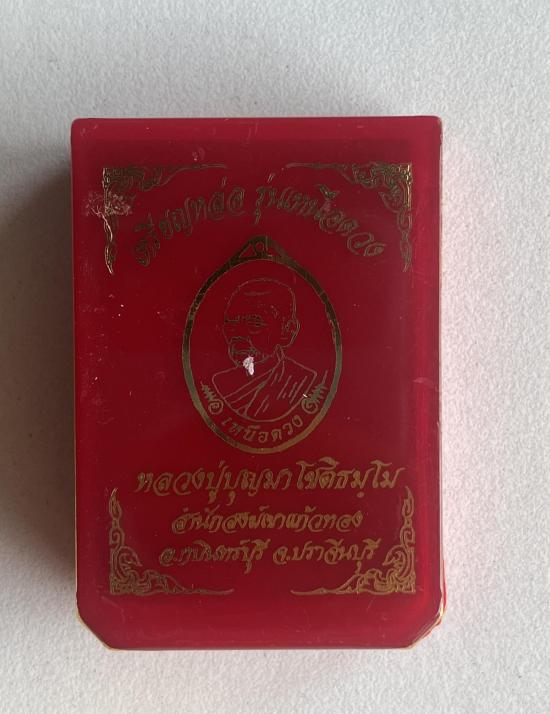 เหรียญหล่อ รุ่นเหนือดวง
เหนือดวง
หลวงปู่บุญมา โชติธมฺโม
สำนักสงฆ์เขาแก้วทอง
อ.กบินทร์บุรี จ.ปราจีนบุรี